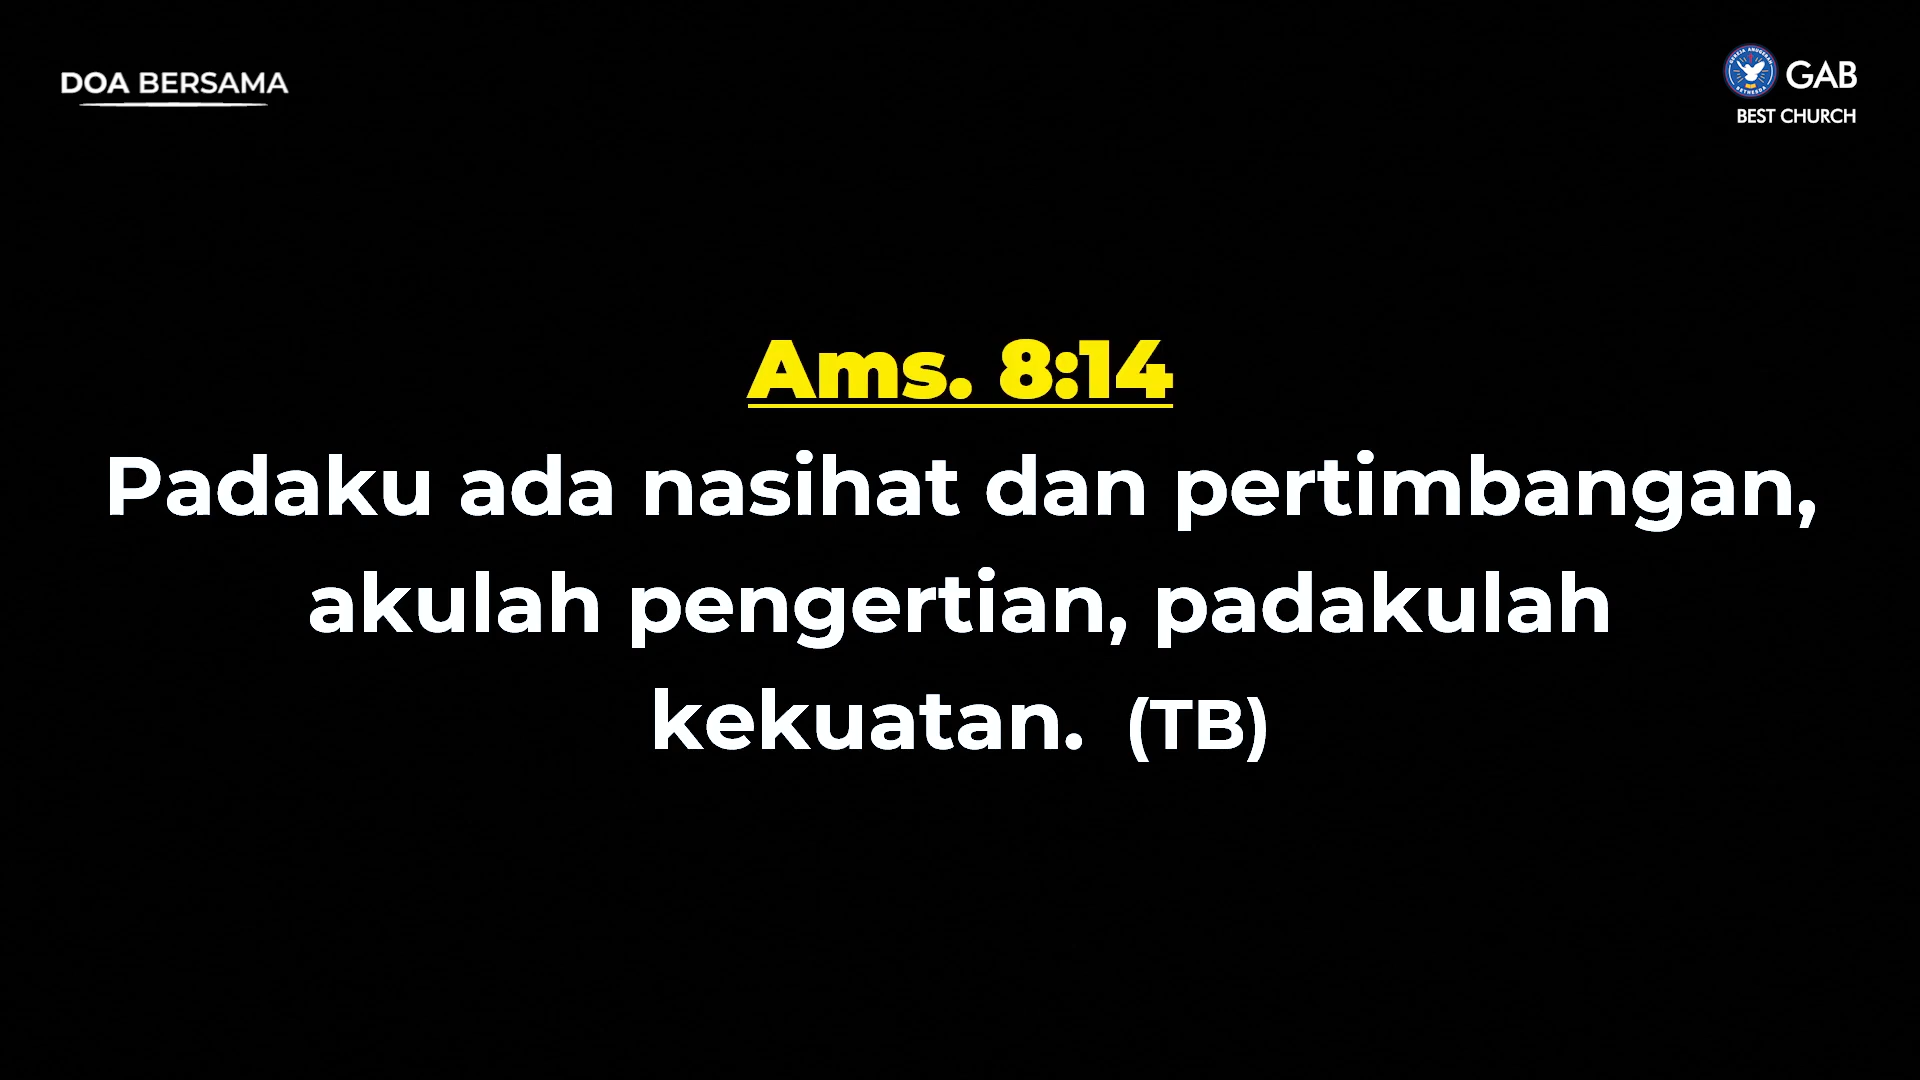 DOA BERSAMA
GAB
BEST CHURCH
Ams. 8:14
Padaku ada nasihat dan pertimbangan,
akulah pengertian, padakulah
kekuatan. (TB)